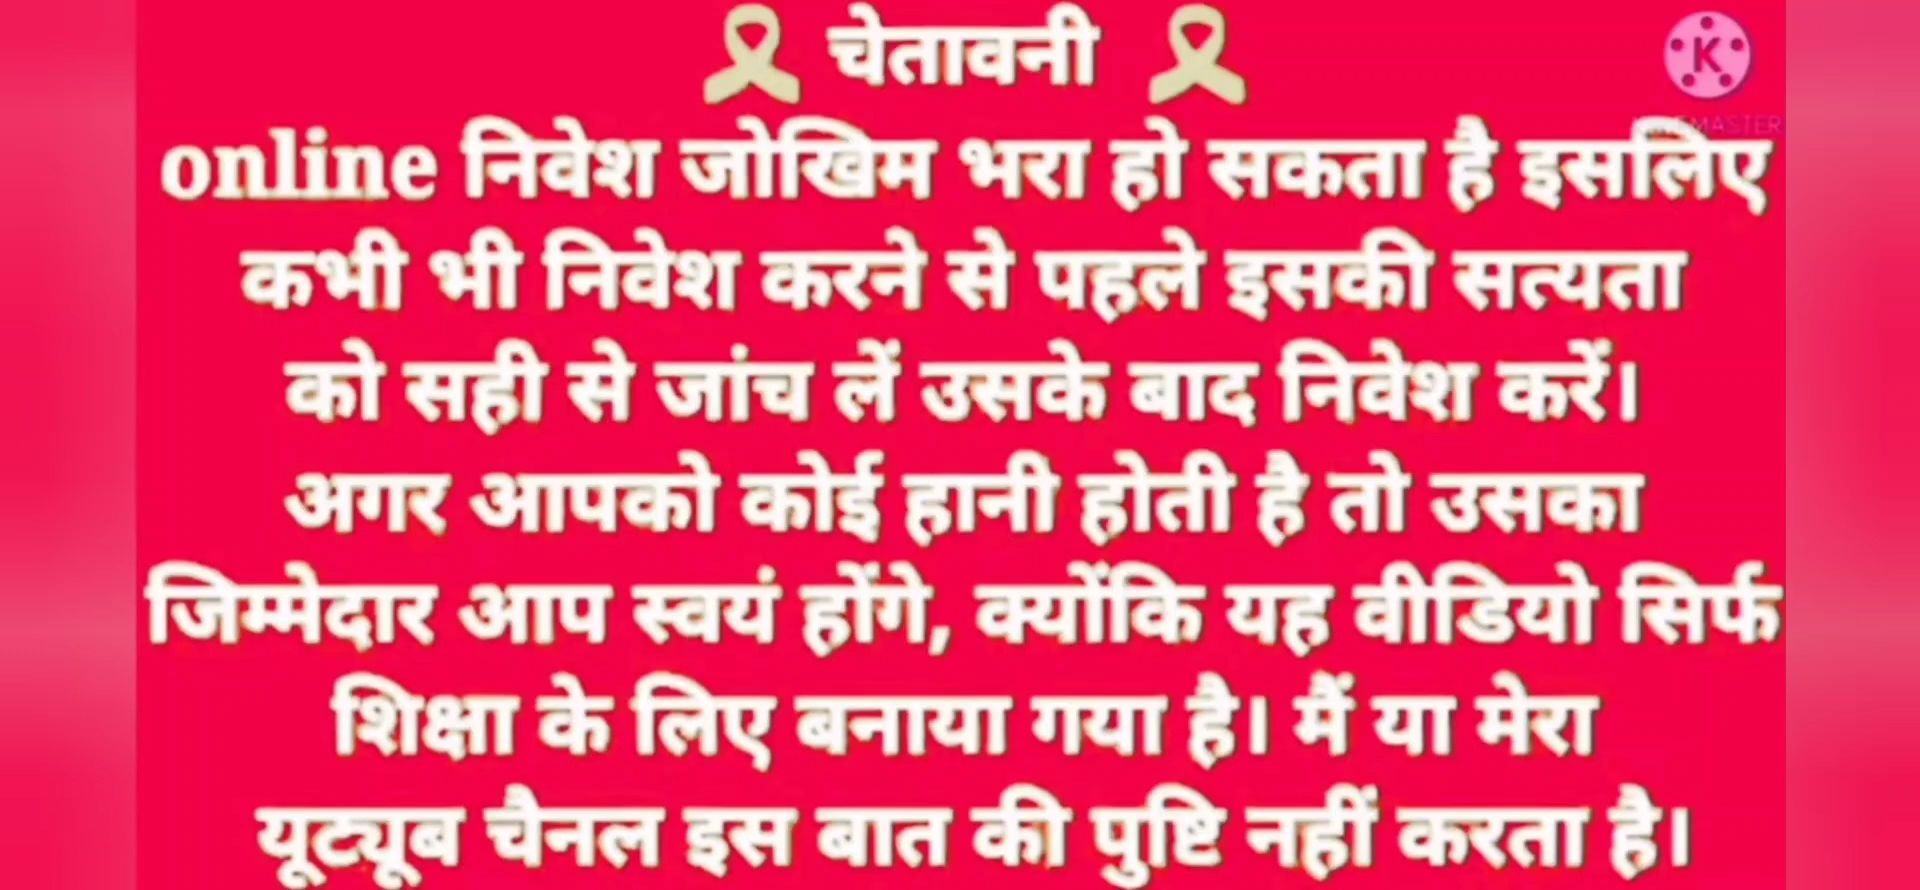 चेतावनी
K
KINEMASTER
online निवेश जोखिम भरा हो सकता है इसलिए
कभी भी निवेश करने से पहले इसकी सत्यता
को सही से जांच लें उसके बाद निवेश करें।
अगर आपको कोई हानी होती है तो उसका
जिम्मेदार आप स्वयं होंगे, क्योंकि यह वीडियो सिर्फ
शिक्षा के लिए बनाया गया है। मैं या मेरा
यूट्यूब चैनल इस बात की पुष्टि नहीं करता है।